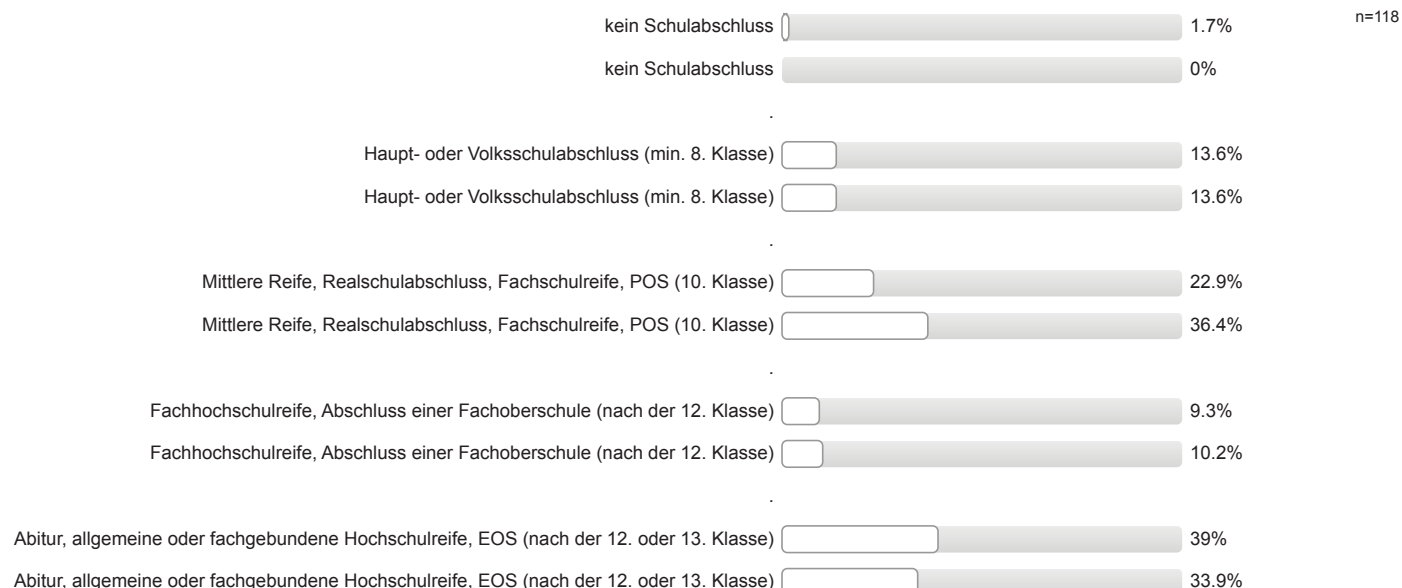 n=118
kein Schulabschluss 1.7%
kein Schulabschluss 0%
.
Haupt- oder Volksschulabschluss (min. 8. Klasse) 13.6%
Haupt- oder Volksschulabschluss (min. 8. Klasse) 13.6%
.
Mittlere Reife, Realschulabschluss, Fachschulreife, POS (10. Klasse) 22.9%
Mittlere Reife, Realschulabschluss, Fachschulreife, POS (10. Klasse) 36.4%
.
Fachhochschulreife, Abschluss einer Fachoberschule (nach der 12. Klasse) 9.3%
Fachhochschulreife, Abschluss einer Fachoberschule (nach der 12. Klasse) 10.2%
.
Abitur, allgemeine oder fachgebundene Hochschulreife, EOS (nach der 12. oder 13. Klasse) 39%
Abitur, allgemeine oder fachgebundene Hochschulreife, EOS (nach der 12. oder 13. Klasse) 33.9%